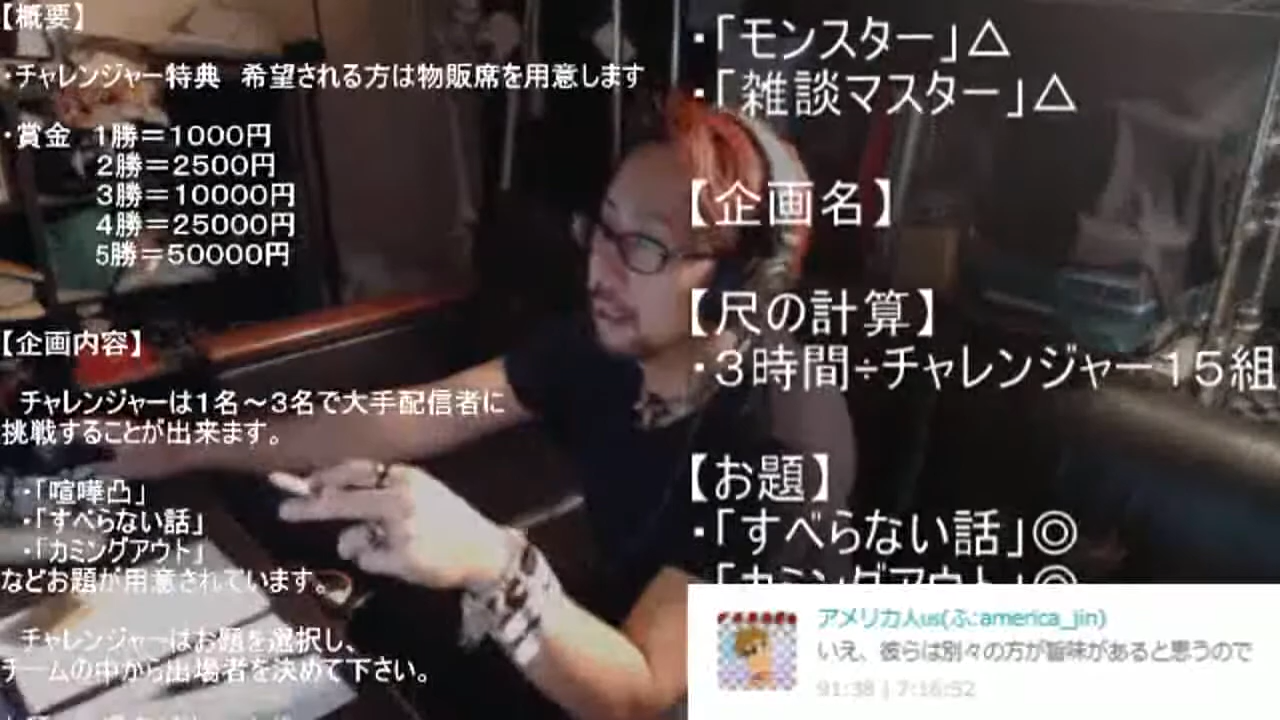 【概要】
・チャレンジャー特典　希望される方は物販席を用意します
・賞金　1勝＝1000円
2勝＝2500円
3勝＝10000円
4勝＝25000円
5勝＝50000円
【企画内容】
チャレンジャーは１名～３名で大手配信者に
挑戦することが出来ます。
・「喧嘩凸」
・「すべらない話」
・「カミングアウト」
などお題が用意されています。
チャレンジャーはお題を選択し、
チームの中から出場者を決めて下さい。
・「モンスター」△
・「雑談マスター」△
【企画名】
【尺の計算】
・３時間÷チャレンジャー１５組
【お題】
・「すべらない話」◎
・「カミングアウト」◎
アメリカ人us(ふ:america_jin)
いえ、彼らは別々の方が旨味があると思うので
91:38 | 7:16:52